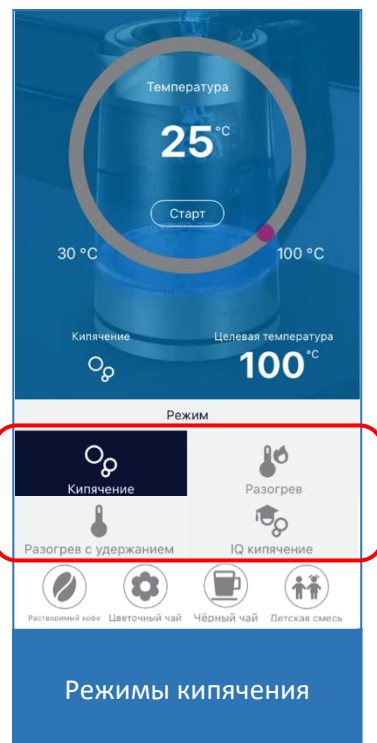 Температура
25 °C
Старт
30 °C 100 °C
Кипячение Целевая температура
100 °C
Режим
Кипячение Разогрев
Разогрев с удержанием IQ кипячение
Растворимый кофе Цветочный чай Чёрный чай Детская смесь
Режимы кипячения